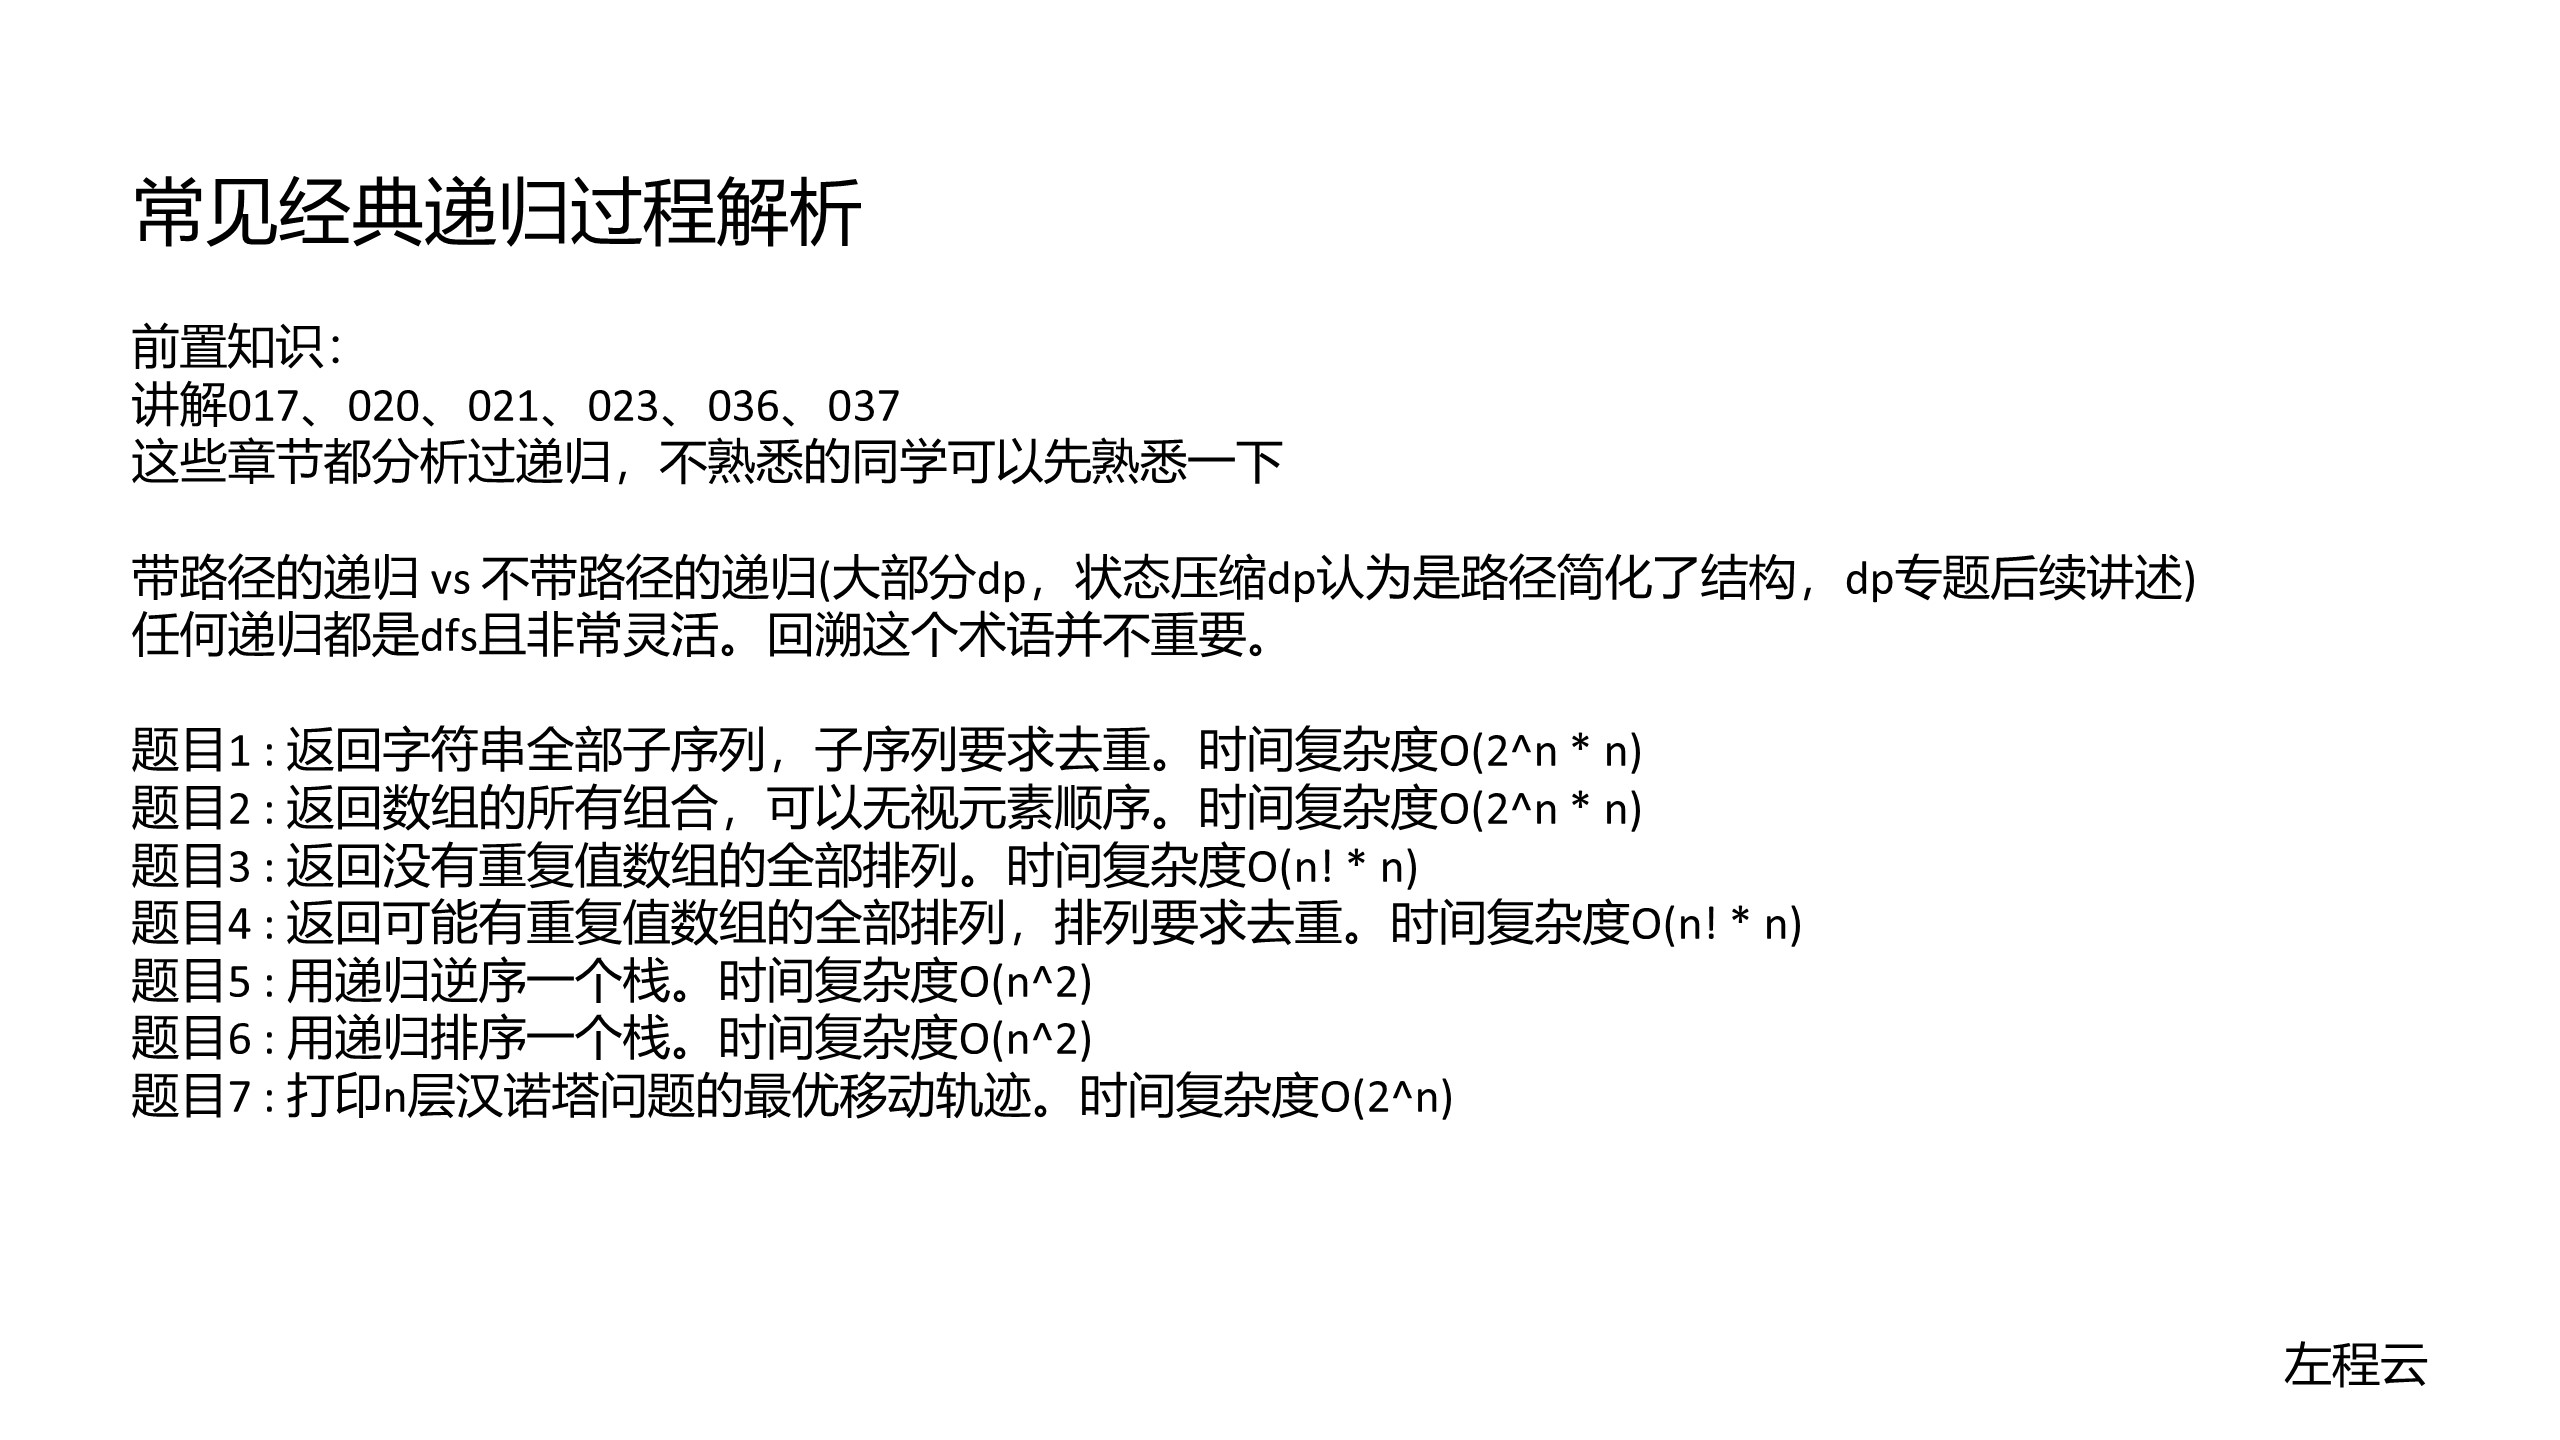 常见经典递归过程解析
前置知识：
讲解017、020、021、023、036、037
这些章节都分析过递归，不熟悉的同学可以先熟悉一下
带路径的递归 vs 不带路径的递归(大部分dp，状态压缩dp认为是路径简化了结构，dp专题后续讲述)
任何递归都是dfs且非常灵活。回溯这个术语并不重要。
题目1 : 返回字符串全部子序列，子序列要求去重。时间复杂度O(2^n * n)
题目2 : 返回数组的所有组合，可以无视元素顺序。时间复杂度O(2^n * n)
题目3 : 返回没有重复值数组的全部排列。时间复杂度O(n! * n)
题目4 : 返回可能有重复值数组的全部排列，排列要求去重。时间复杂度O(n! * n)
题目5 : 用递归逆序一个栈。时间复杂度O(n^2)
题目6 : 用递归排序一个栈。时间复杂度O(n^2)
题目7 : 打印n层汉诺塔问题的最优移动轨迹。时间复杂度O(2^n)
左程云